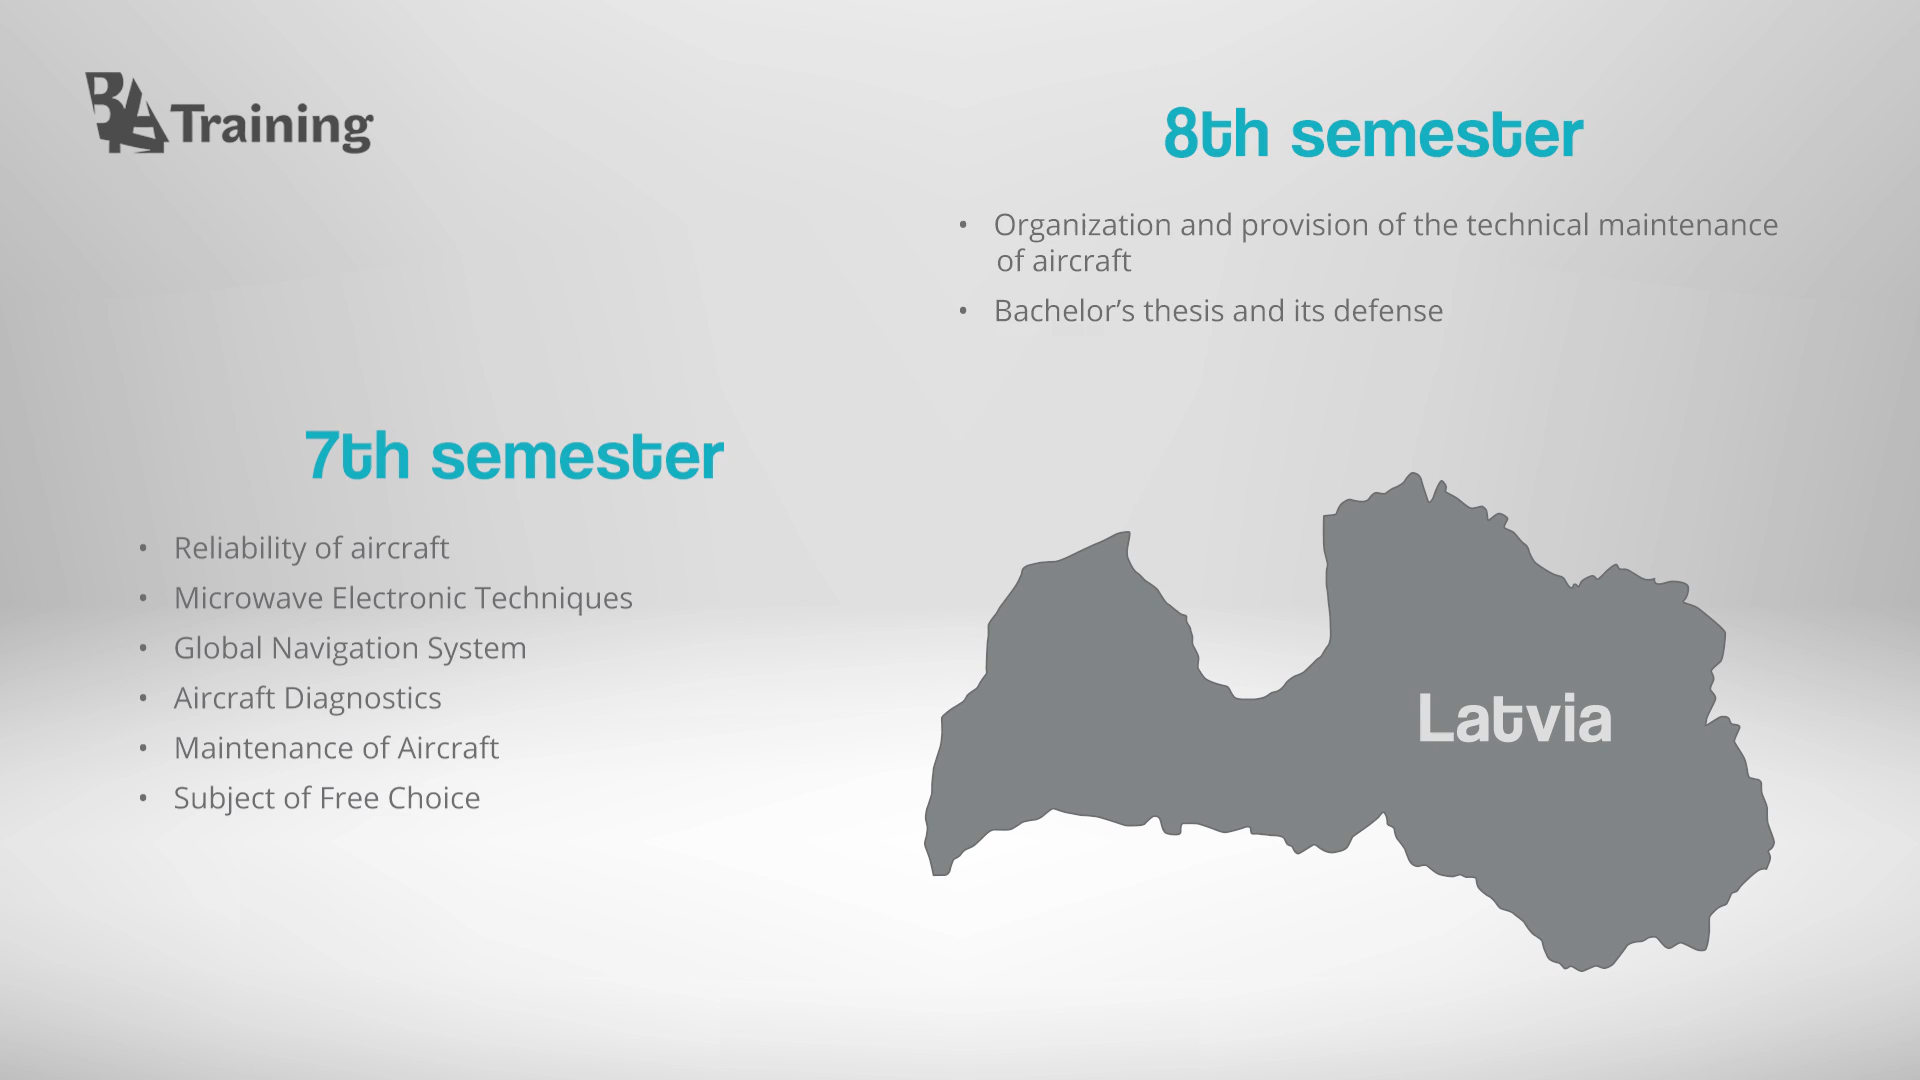 BAA Training
8th semester
• Organization and provision of the technical maintenance
of aircraft
• Bachelor’s thesis and its defense
7th semester
• Reliability of aircraft
• Microwave Electronic Techniques
• Global Navigation System
• Aircraft Diagnostics
• Maintenance of Aircraft
• Subject of Free Choice
Latvia